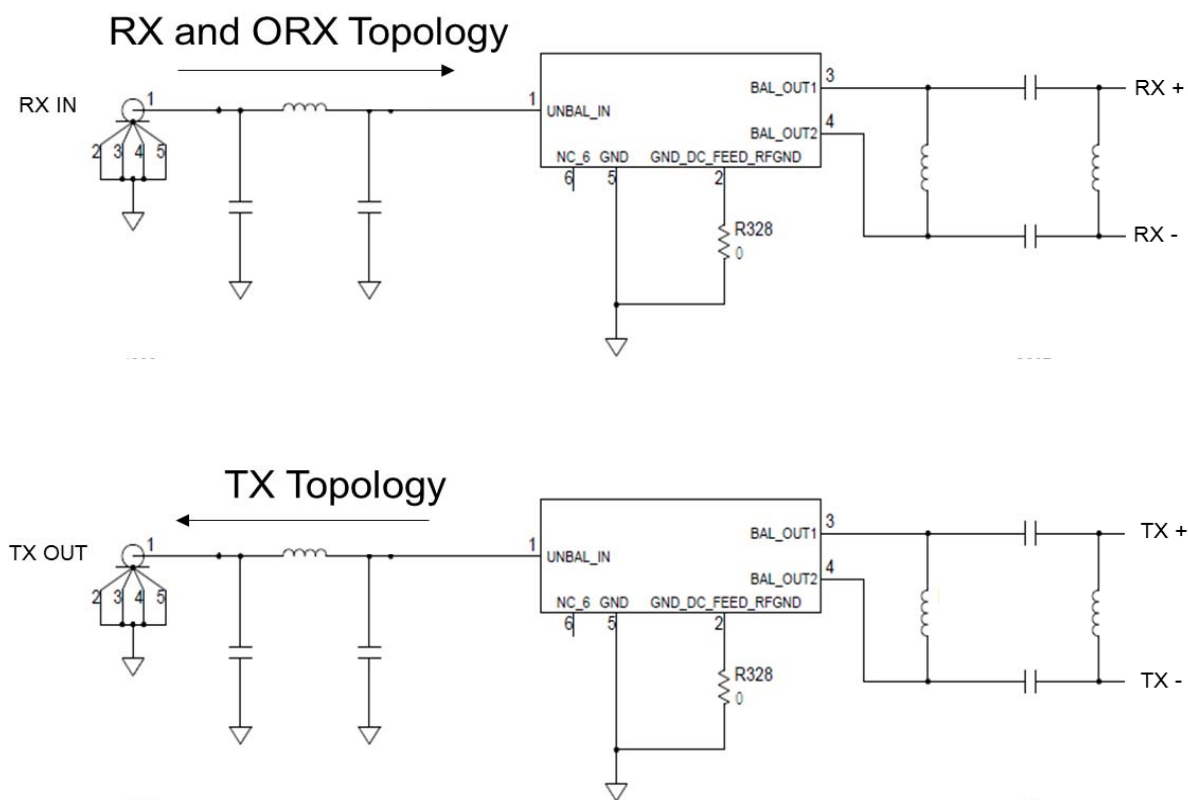 RX and ORX Topology
RX IN
1
2 3 4 5
1
UNBAL_IN
BAL_OUT1
3
BAL_OUT2
4
NC_6 GND GND_DC_FEED_RFGND
6 5 2
R328
0
RX +
RX -
TX Topology
TX OUT
1
2 3 4 5
1
UNBAL_IN
BAL_OUT1
3
BAL_OUT2
4
NC_6 GND GND_DC_FEED_RFGND
6 5 2
R328
0
TX +
TX -